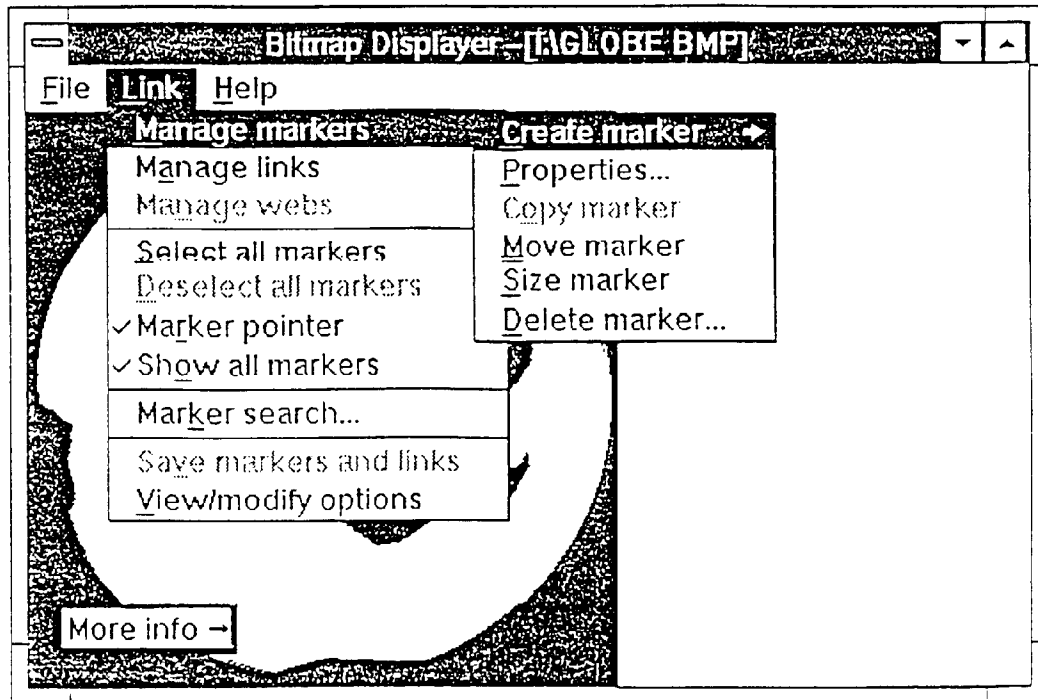 Bitmap Displayer - [I:\GLOBE.BMP]
File Link Help
Manage markers
Manage links
Manage webs
Select all markers
Deselect all markers
✓ Marker pointer
✓ Show all markers
Marker search...
Save markers and links
View/modify options
Create marker →
Properties...
Copy marker
Move marker
Size marker
Delete marker...
More info →